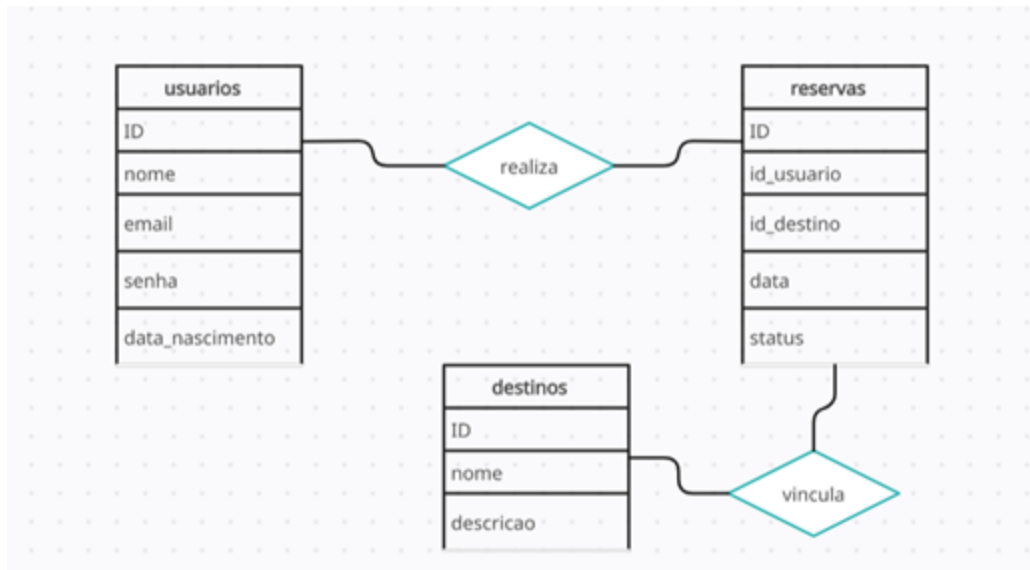 usuarios
ID
nome
email
senha
data_nascimento
realiza
reservas
ID
id_usuario
id_destino
data
status
destinos
ID
nome
descricao
vincula